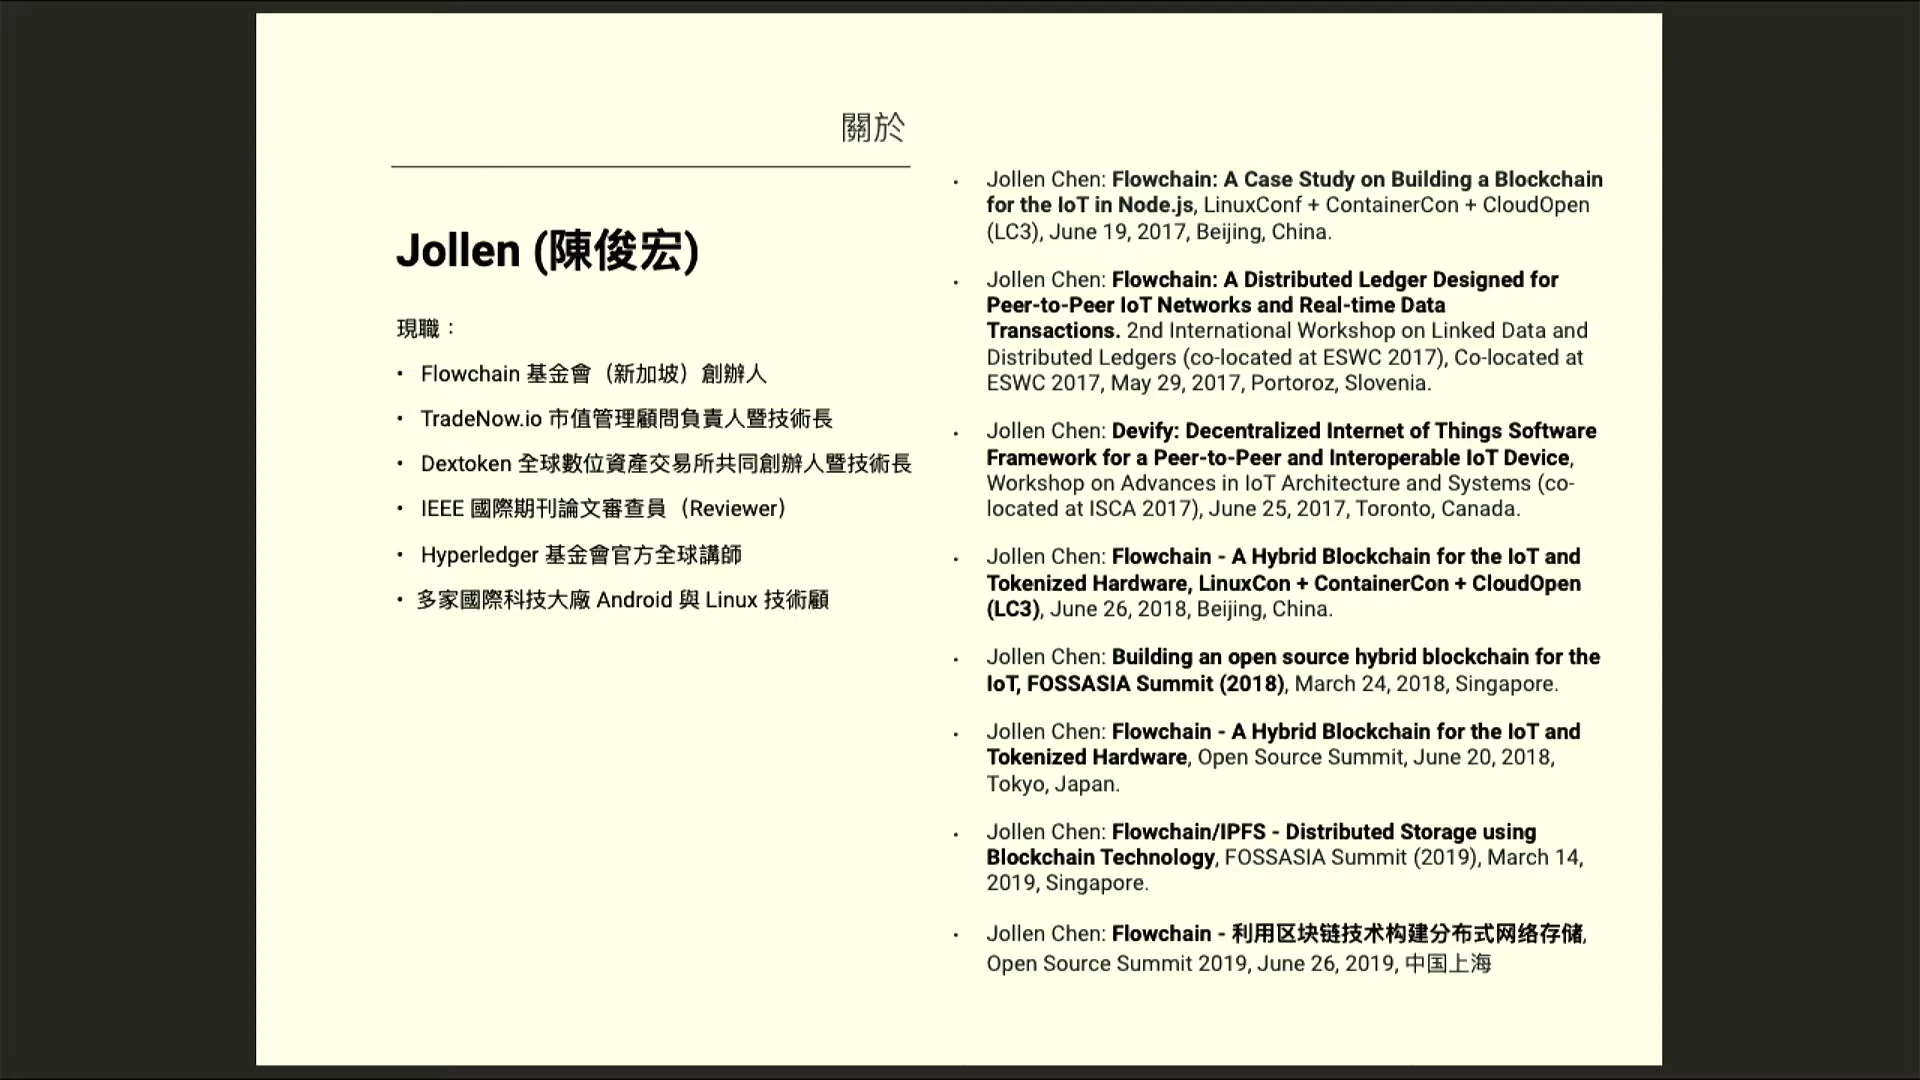 關於
Jollen (陳俊宏)
現職：
• Flowchain 基金會（新加坡）創辦人
• TradeNow.io 市值管理顧問負責人暨技術長
• Dextoken 全球數位資產交易所共同創辦人暨技術長
• IEEE 國際期刊論文審查員（Reviewer）
• Hyperledger 基金會官方全球講師
• 多家國際科技大廠 Android 與 Linux 技術顧
• Jollen Chen: Flowchain: A Case Study on Building a Blockchain
for the IoT in Node.js, LinuxConf + ContainerCon + CloudOpen
(LC3), June 19, 2017, Beijing, China.
• Jollen Chen: Flowchain: A Distributed Ledger Designed for
Peer-to-Peer IoT Networks and Real-time Data
Transactions. 2nd International Workshop on Linked Data and
Distributed Ledgers (co-located at ESWC 2017), Co-located at
ESWC 2017, May 29, 2017, Portoroz, Slovenia.
• Jollen Chen: Devify: Decentralized Internet of Things Software
Framework for a Peer-to-Peer and Interoperable IoT Device,
Workshop on Advances in IoT Architecture and Systems (co-
located at ISCA 2017), June 25, 2017, Toronto, Canada.
• Jollen Chen: Flowchain - A Hybrid Blockchain for the IoT and
Tokenized Hardware, LinuxCon + ContainerCon + CloudOpen
(LC3), June 26, 2018, Beijing, China.
• Jollen Chen: Building an open source hybrid blockchain for the
IoT, FOSSASIA Summit (2018), March 24, 2018, Singapore.
• Jollen Chen: Flowchain - A Hybrid Blockchain for the IoT and
Tokenized Hardware, Open Source Summit, June 20, 2018,
Tokyo, Japan.
• Jollen Chen: Flowchain/IPFS - Distributed Storage using
Blockchain Technology, FOSSASIA Summit (2019), March 14,
2019, Singapore.
• Jollen Chen: Flowchain - 利用区块链技术构建分布式网络存储,
Open Source Summit 2019, June 26, 2019, 中国上海